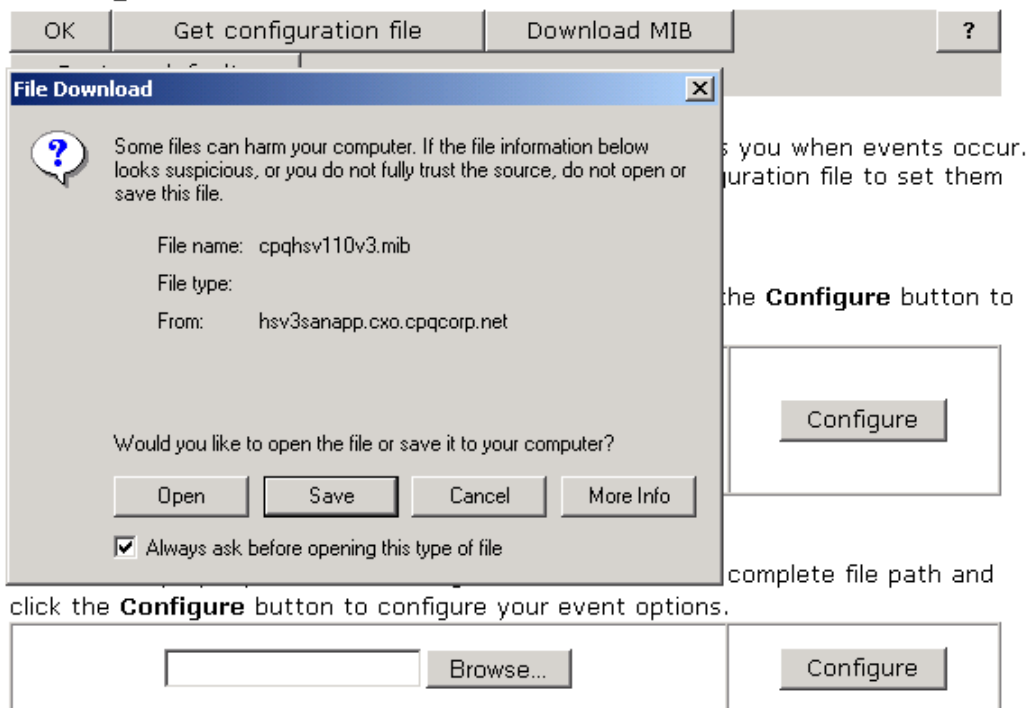 OK Get configuration file Download MIB ?
File Download
Some files can harm your computer. If the file information below
looks suspicious, or you do not fully trust the source, do not open or
save this file.
File name: cpqhsv110v3.mib
File type:
From: hsv3sanapp.cxo.cpqcorp.net
Would you like to open the file or save it to your computer?
Open Save Cancel More Info
Always ask before opening this type of file
you when events occur.
file to set them
the Configure button to
Configure
complete file path and
click the Configure button to configure your event options.
Browse... Configure